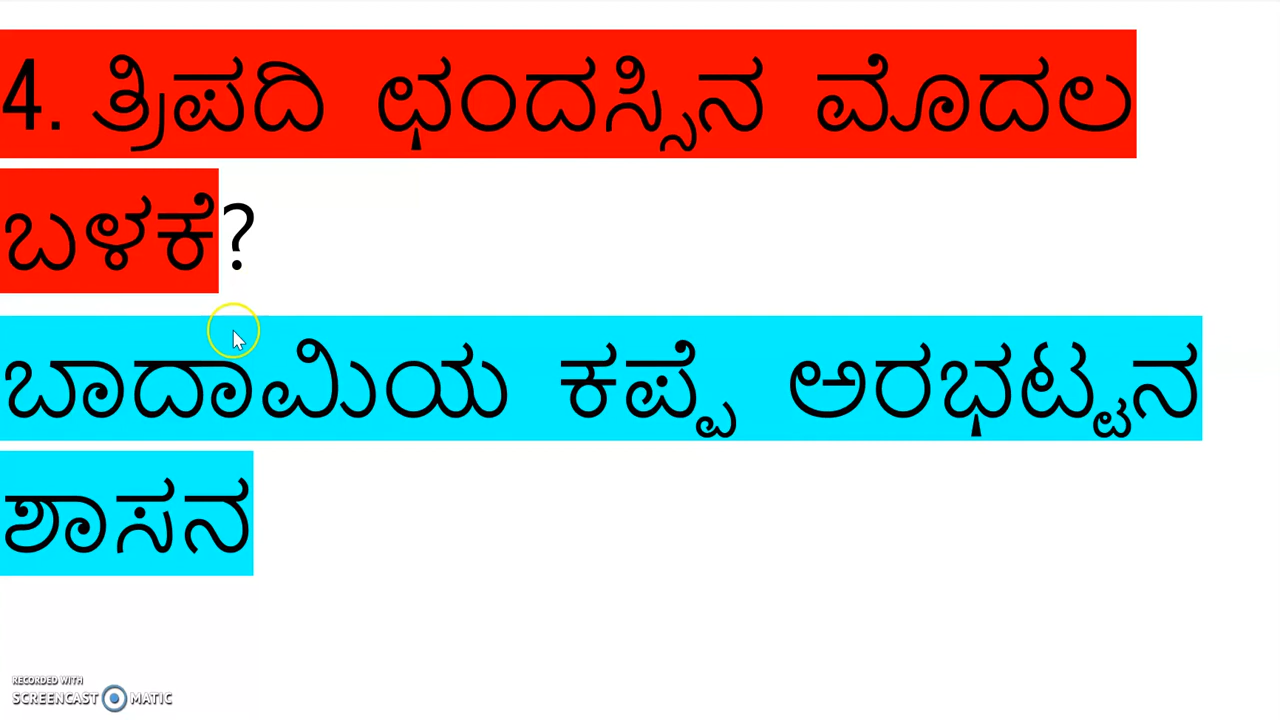 4. ತ್ರಿಪದಿ ಛಂದಸ್ಸಿನ ಮೊದಲ
ಬಳಕೆ?
ಬಾದಾಮಿಯ ಕಪ್ಪೆ ಅರಭಟ್ಟನ
ಶಾಸನ
RECORDED WITH
SCREENCAST MATIC